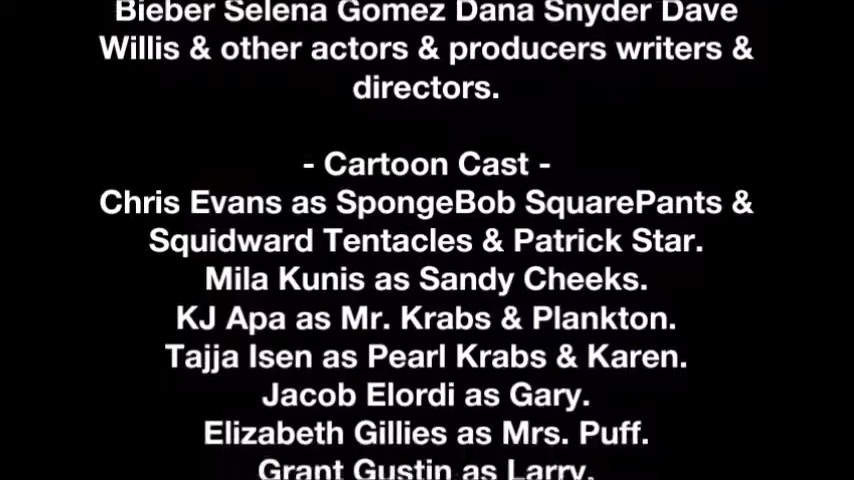 Bieber Selena Gomez Dana Snyder Dave
Willis & other actors & producers writers &
directors.
- Cartoon Cast -
Chris Evans as SpongeBob SquarePants &
Squidward Tentacles & Patrick Star.
Mila Kunis as Sandy Cheeks.
KJ Apa as Mr. Krabs & Plankton.
Tajja Isen as Pearl Krabs & Karen.
Jacob Elordi as Gary.
Elizabeth Gillies as Mrs. Puff.
Grant Gustin as Larry.